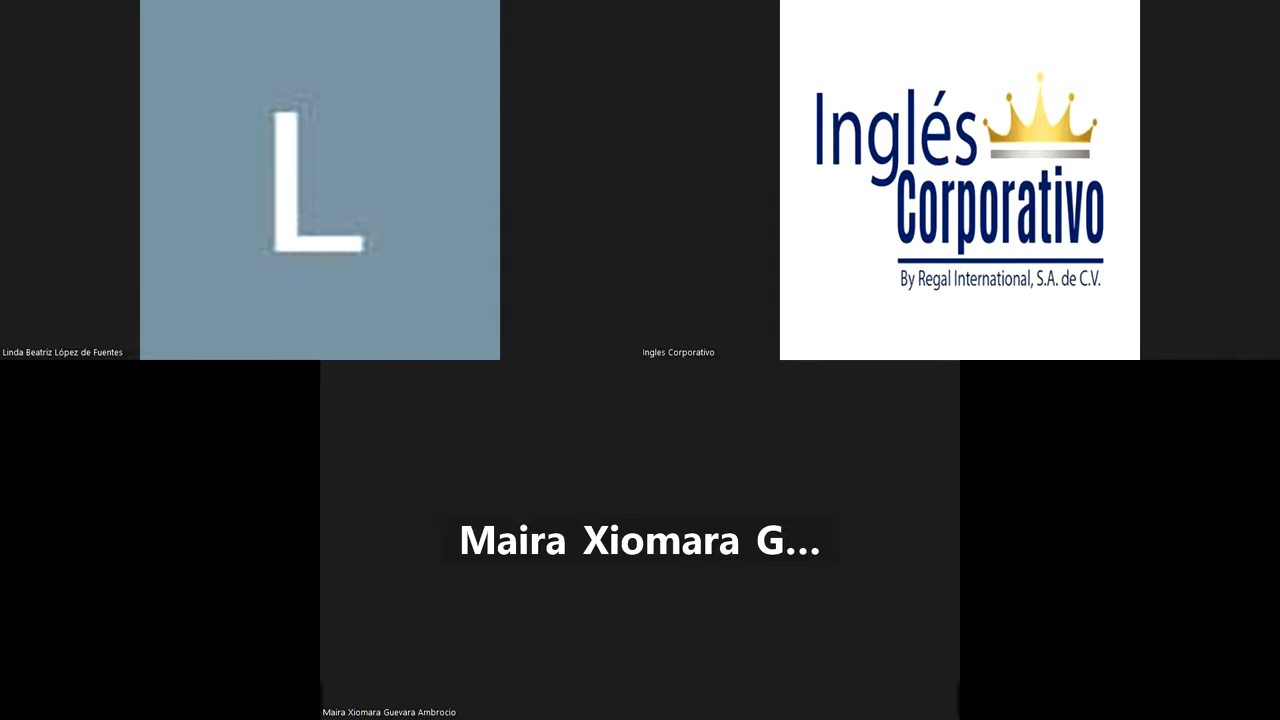 L
Inglés
Corporativo
By Regal International, S.A. de C.V.
Linda Beatriz López de Fuentes
Ingles Corporativo
Maira Xiomara G...
Maira Xiomara Guevara Ambrocio